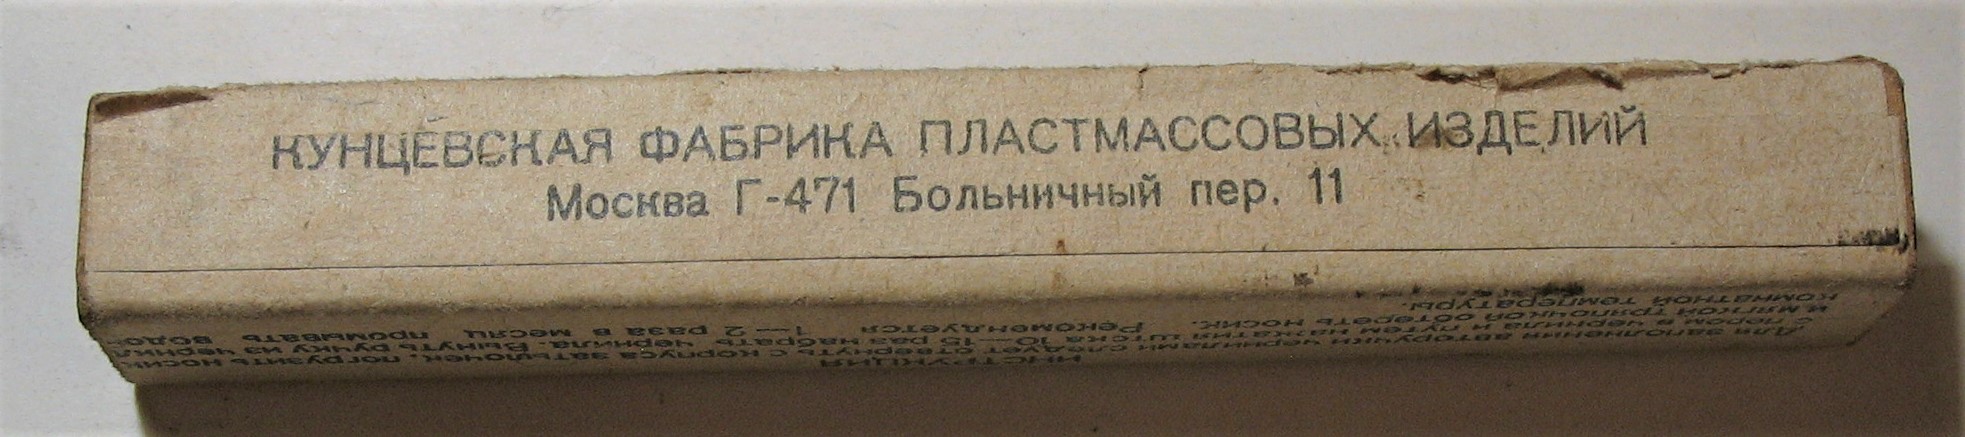 КУНЦЕВСКАЯ ФАБРИКА ПЛАСТМАССОВЫХ ИЗДЕЛИЙ
Москва Г-471 Больничный пер. 11
ИНСТРУКЦИЯ
Для заполнения авторучки чернилами следует отвернуть с корпуса затылочек, погрузить носик
в чернила и путем нажатия штока 10—15 раз набрать чернила. Вынуть ручку из чернил
и мягкой тряпочкой обтереть носик. Рекомендуется 1—2 раза в месяц промывать водой
комнатной температуры.